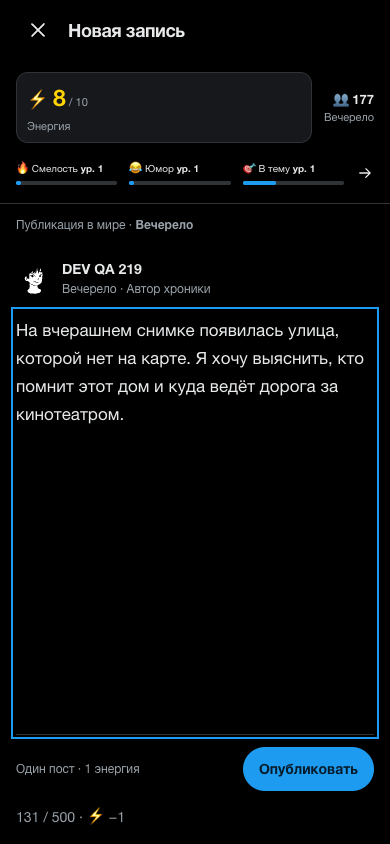 Новая запись
⚡ 8 / 10
Энергия
👥 177
Вечерело
🔥 Смелость ур. 1
😂 Юмор ур. 1
🎯 В тему ур. 1
→
Публикация в мире · Вечерело
DEV QA 219
Вечерело · Автор хроники
На вчерашнем снимке появилась улица,
которой нет на карте. Я хочу выяснить, кто
помнит этот дом и куда ведёт дорога за
кинотеатром.
Один пост · 1 энергия
Опубликовать
131 / 500 · ⚡ −1